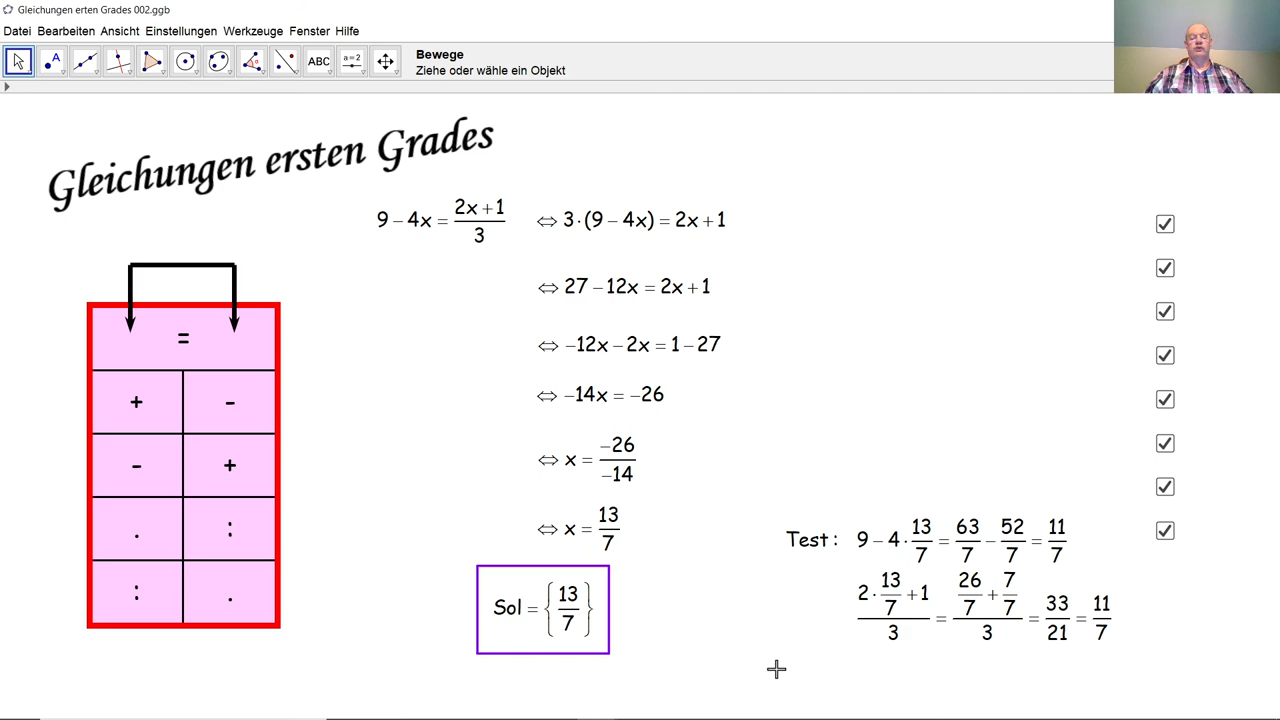 Gleichungen erten Grades 002.ggb
Datei Bearbeiten Ansicht Einstellungen Werkzeuge Fenster Hilfe
A
ABC
a=2
Bewege
Ziehe oder wähle ein Objekt
Gleichungen ersten Grades
9 − 4x = (2x + 1)/3 ⇔ 3·(9 − 4x) = 2x + 1
⇔ 27 − 12x = 2x + 1
⇔ −12x − 2x = 1 − 27
⇔ −14x = −26
⇔ x = −26/−14
⇔ x = 13/7
Sol = {13/7}
=
+ -
- +
. :
: .
Test : 9 − 4·13/7 = 63/7 − 52/7 = 11/7
(2·13/7 + 1)/3 = (26/7 + 7/7)/3 = 33/21 = 11/7